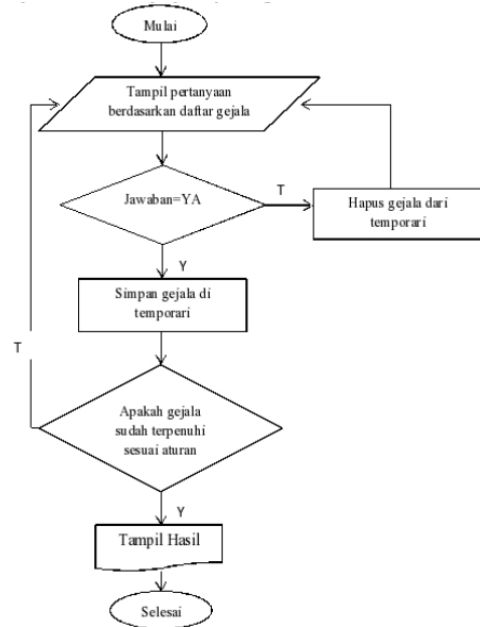 Mulai
Tampil pertanyaan
berdasarkan daftar gejala
Jawaban=YA
T
Hapus gejala dari
temporari
Y
Simpan gejala di
temporari
T
Apakah gejala
sudah terpenuhi
sesuai aturan
Y
Tampil Hasil
Selesai